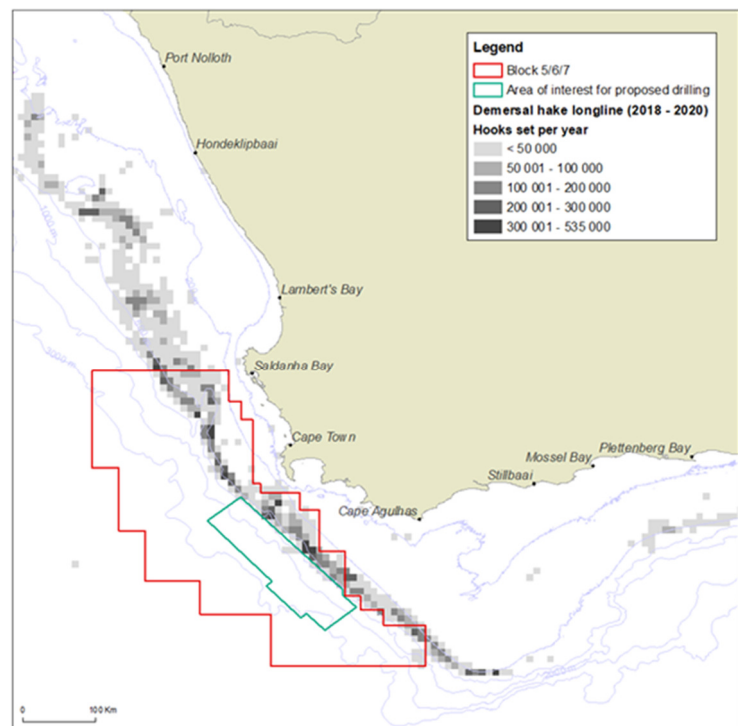 Port Nolloth
Hondeklipbaai
Lambert's Bay
Saldanha Bay
Cape Town
Cape Agulhas
Stillbaai
Mossel Bay
Plettenberg Bay
1000 m
3000 m
Legend
Block 5/6/7
Area of interest for proposed drilling
Demersal hake longline (2018 - 2020)
Hooks set per year
< 50 000
50 001 - 100 000
100 001 - 200 000
200 001 - 300 000
300 001 - 535 000
0
100 Km